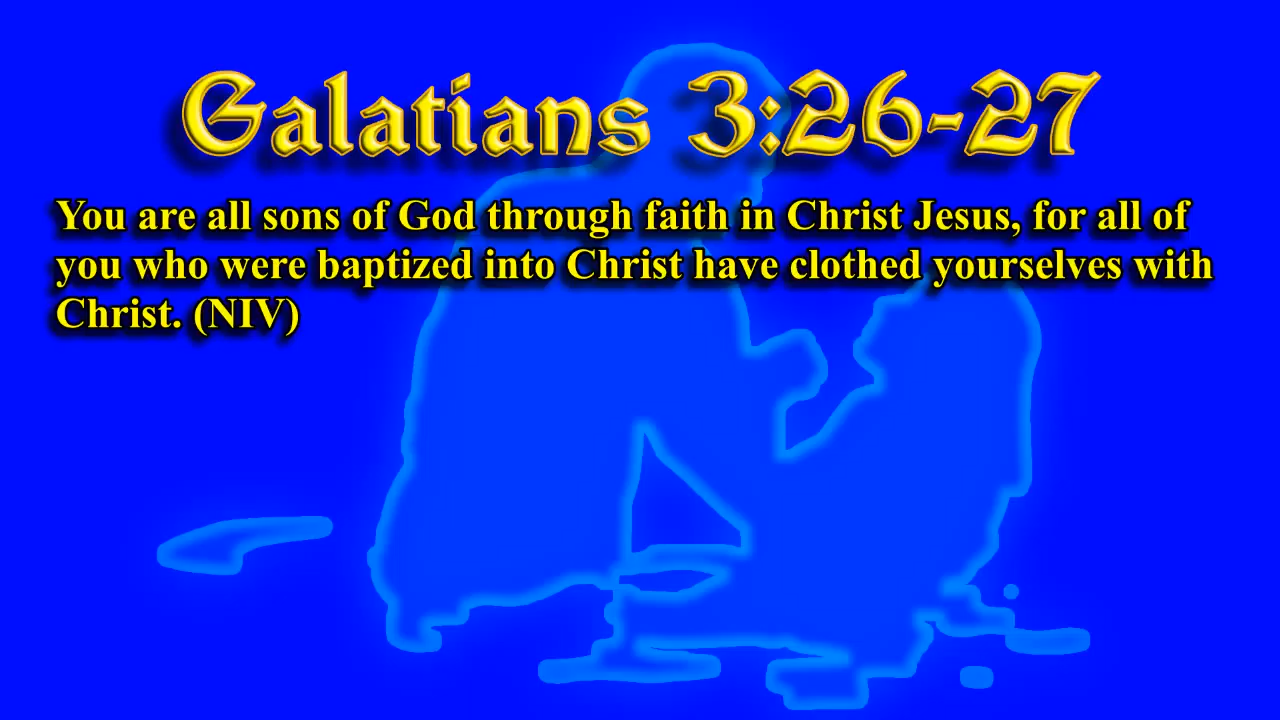 Galatians 3:26-27
You are all sons of God through faith in Christ Jesus, for all of
you who were baptized into Christ have clothed yourselves with
Christ. (NIV)